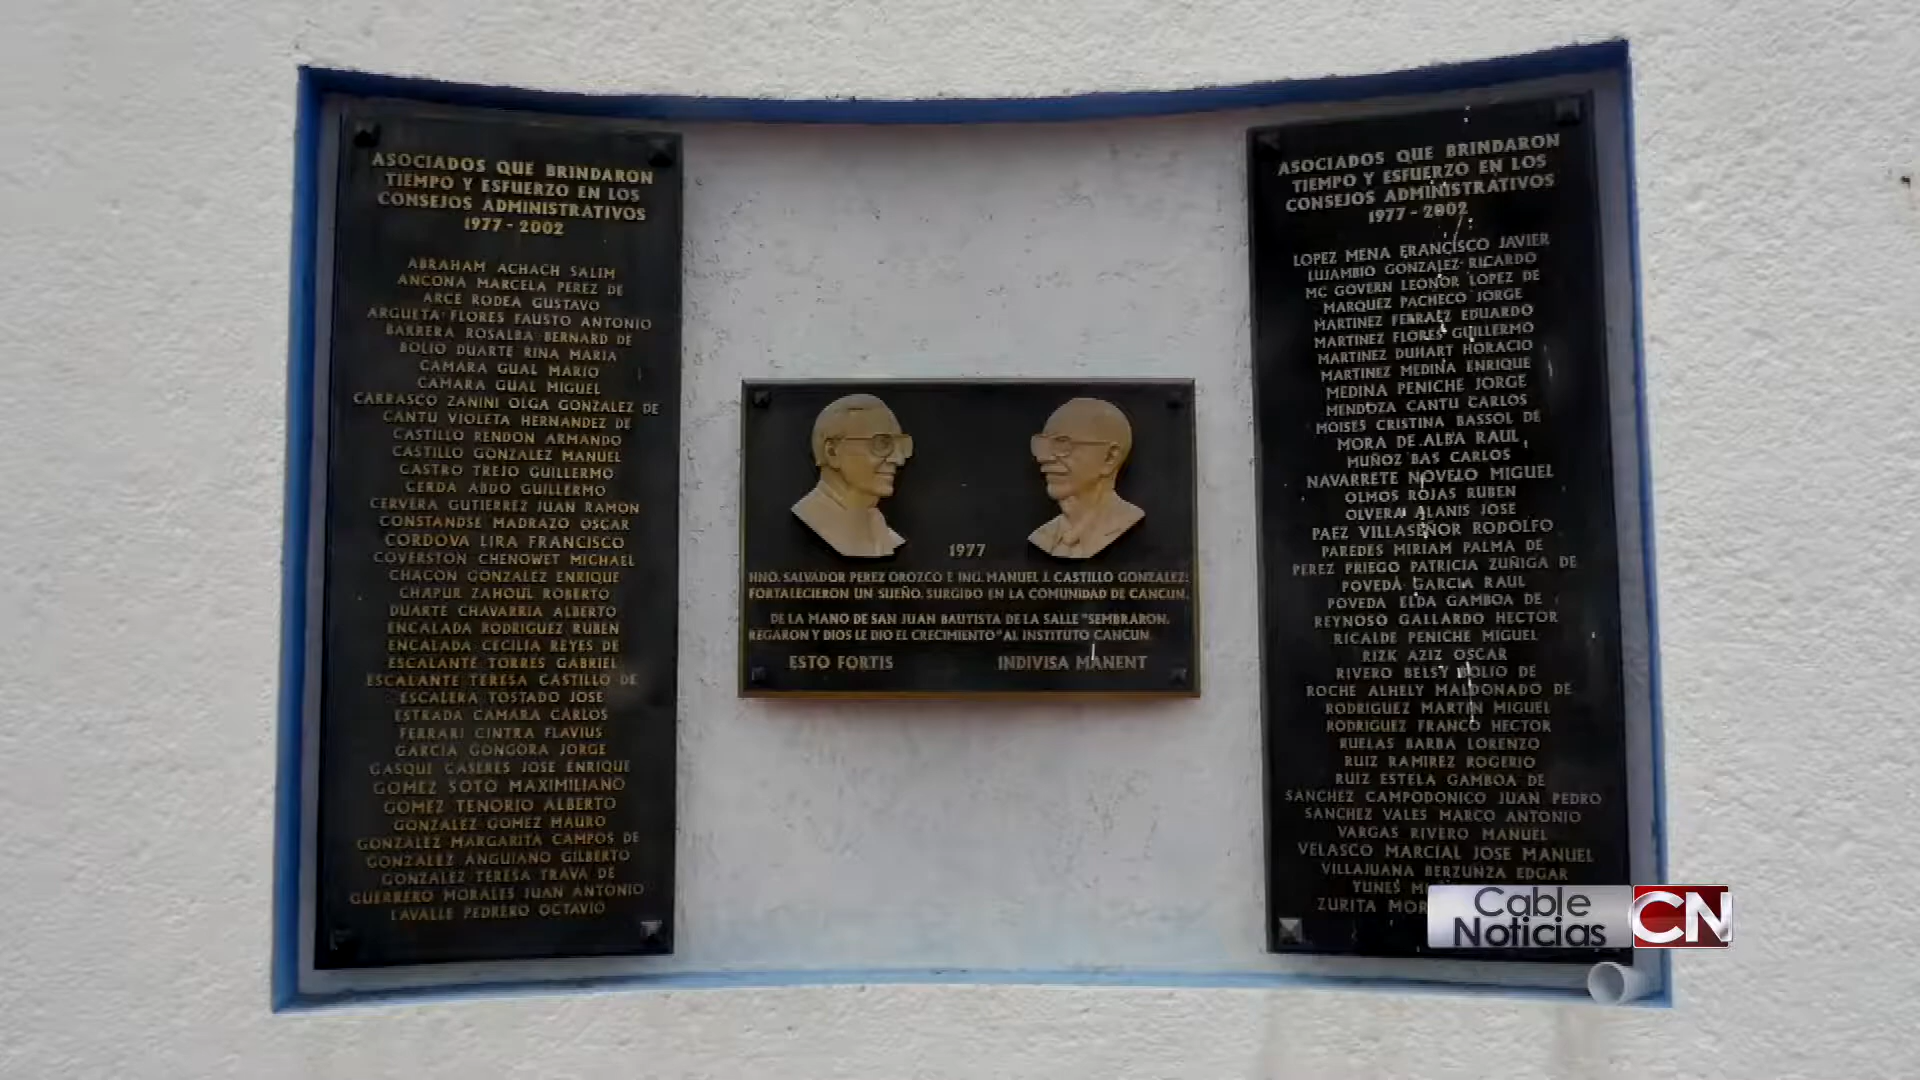 ASOCIADOS QUE BRINDARON
TIEMPO Y ESFUERZO EN LOS
CONSEJOS ADMINISTRATIVOS
1977 - 2002
ABRAHAM ACHACH SALIM
ANCONA MARCELA PEREZ DE
ARCE RODEA GUSTAVO
ARGUETA FLORES FAUSTO ANTONIO
BARRERA ROSALBA BERNARD DE
BOLIO DUARTE RINA MARIA
CAMARA GUAL MARIO
CAMARA GUAL MIGUEL
CARRASCO ZANINI OLGA GONZALEZ DE
CANTU VIOLETA HERNANDEZ DE
CASTILLO RENDON ARMANDO
CASTILLO GONZALEZ MANUEL
CASTRO TREJO GUILLERMO
CERDA ABDO GUILLERMO
CERVERA GUTIERREZ JUAN RAMON
CONSTANDSE MADRAZO OSCAR
CORDOVA LIRA FRANCISCO
COVERSTON CHENOWET MICHAEL
CHACON GONZALEZ ENRIQUE
CHAPUR ZAHOUL ROBERTO
DUARTE CHAVARRIA ALBERTO
ENCALADA RODRIGUEZ RUBEN
ENCALADA CECILIA REYES DE
ESCALANTE TORRES GABRIEL
ESCALANTE TERESA CASTILLO DE
ESCALERA TOSTADO JOSE
ESTRADA CAMARA CARLOS
FERRARI CINTRA FLAVIUS
GARCIA GONGORA JORGE
GASQUE CASERES JOSE ENRIQUE
GOMEZ SOTO MAXIMILIANO
GOMEZ TENORIO ALBERTO
GONZALEZ GOMEZ MAURO
GONZALEZ MARGARITA CAMPOS DE
GONZALEZ ANGUIANO GILBERTO
GONZALEZ TERESA TRAVA DE
GUERRERO MORALES JUAN ANTONIO
LAVALLE PEDRERO OCTAVIO
1977
HNO. SALVADOR PEREZ OROZCO E ING. MANUEL J. CASTILLO GONZALEZ:
FORTALECIERON UN SUEÑO, SURGIDO EN LA COMUNIDAD DE CANCUN.
DE LA MANO DE SAN JUAN BAUTISTA DE LA SALLE "SEMBRARON,
REGARON Y DIOS LE DIO EL CRECIMIENTO" AL INSTITUTO CANCUN.
ESTO FORTIS INDIVISA MANENT
ASOCIADOS QUE BRINDARON
TIEMPO Y ESFUERZO EN LOS
CONSEJOS ADMINISTRATIVOS
1977 - 2002
LOPEZ MENA FRANCISCO JAVIER
LUJAMBIO GONZALEZ RICARDO
MC GOVERN LEONOR LOPEZ DE
MARQUEZ PACHECO JORGE
MARTINEZ FERRAEZ EDUARDO
MARTINEZ FLORES GUILLERMO
MARTINEZ DUHART HORACIO
MARTINEZ MEDINA ENRIQUE
MEDINA PENICHE JORGE
MENDOZA CANTU CARLOS
MOISES CRISTINA BASSOL DE
MORA DE ALBA RAUL
MUÑOZ BAS CARLOS
NAVARRETE NOVELO MIGUEL
OLMOS ROJAS RUBEN
OLVERA ALANIS JOSE
PAEZ VILLASEÑOR RODOLFO
PAREDES MIRIAM PALMA DE
PEREZ PRIEGO PATRICIA ZUÑIGA DE
POVEDA GARCIA RAUL
POVEDA ELDA GAMBOA DE
REYNOSO GALLARDO HECTOR
RICALDE PENICHE MIGUEL
RIZK AZIZ OSCAR
RIVERO BELSY BOLIO DE
ROCHE ALHELY MALDONADO DE
RODRIGUEZ MARTIN MIGUEL
RODRIGUEZ FRANCO HECTOR
RUELAS BARBA LORENZO
RUIZ RAMIREZ ROGERIO
RUIZ ESTELA GAMBOA DE
SANCHEZ CAMPODONICO JUAN PEDRO
SANCHEZ VALES MARCO ANTONIO
VARGAS RIVERO MANUEL
VELASCO MARCIAL JOSE MANUEL
VILLAJUANA BERZUNZA EDGAR
YUNES
ZURITA
Cable
Noticias
CN